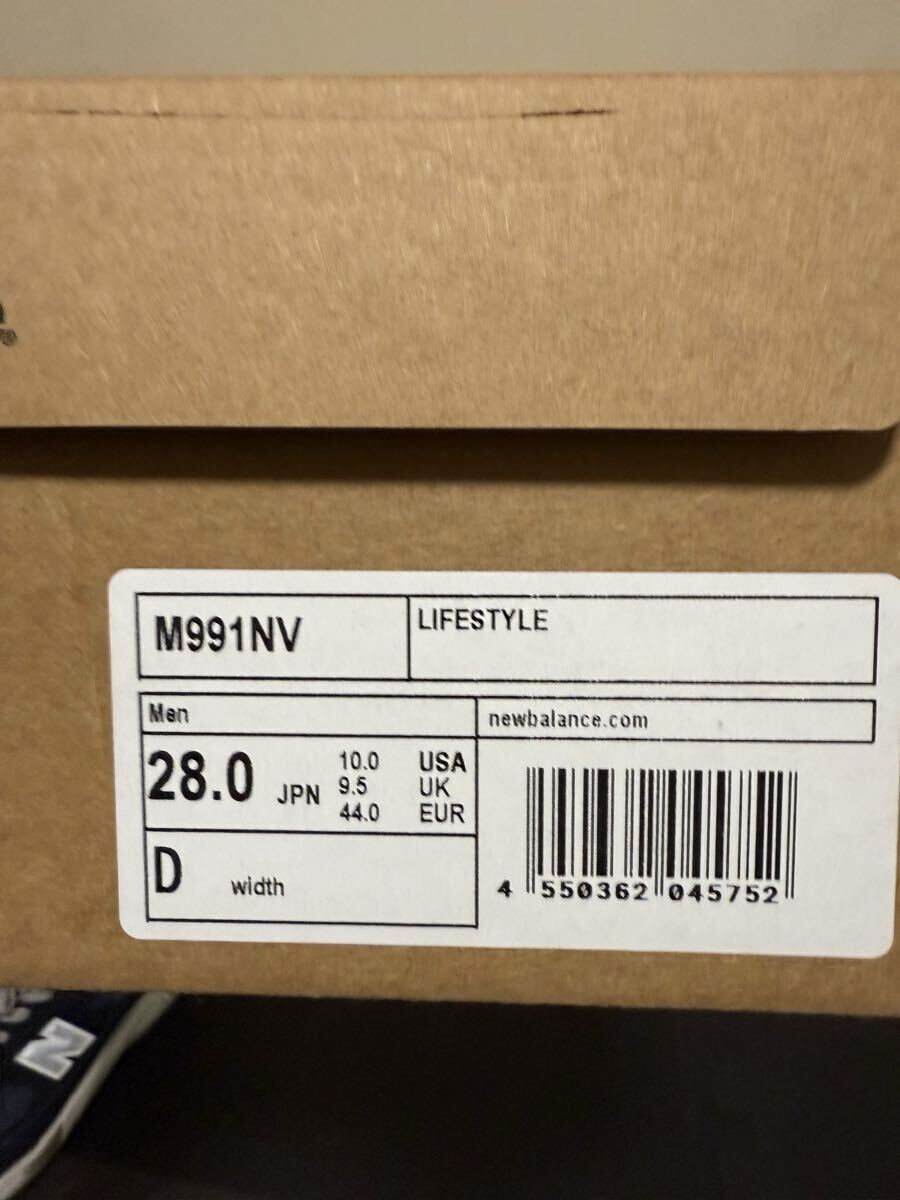 M991NV
LIFESTYLE
Men
newbalance.com
28.0 JPN
10.0 USA
9.5 UK
44.0 EUR
D width
4 550362 045752
N